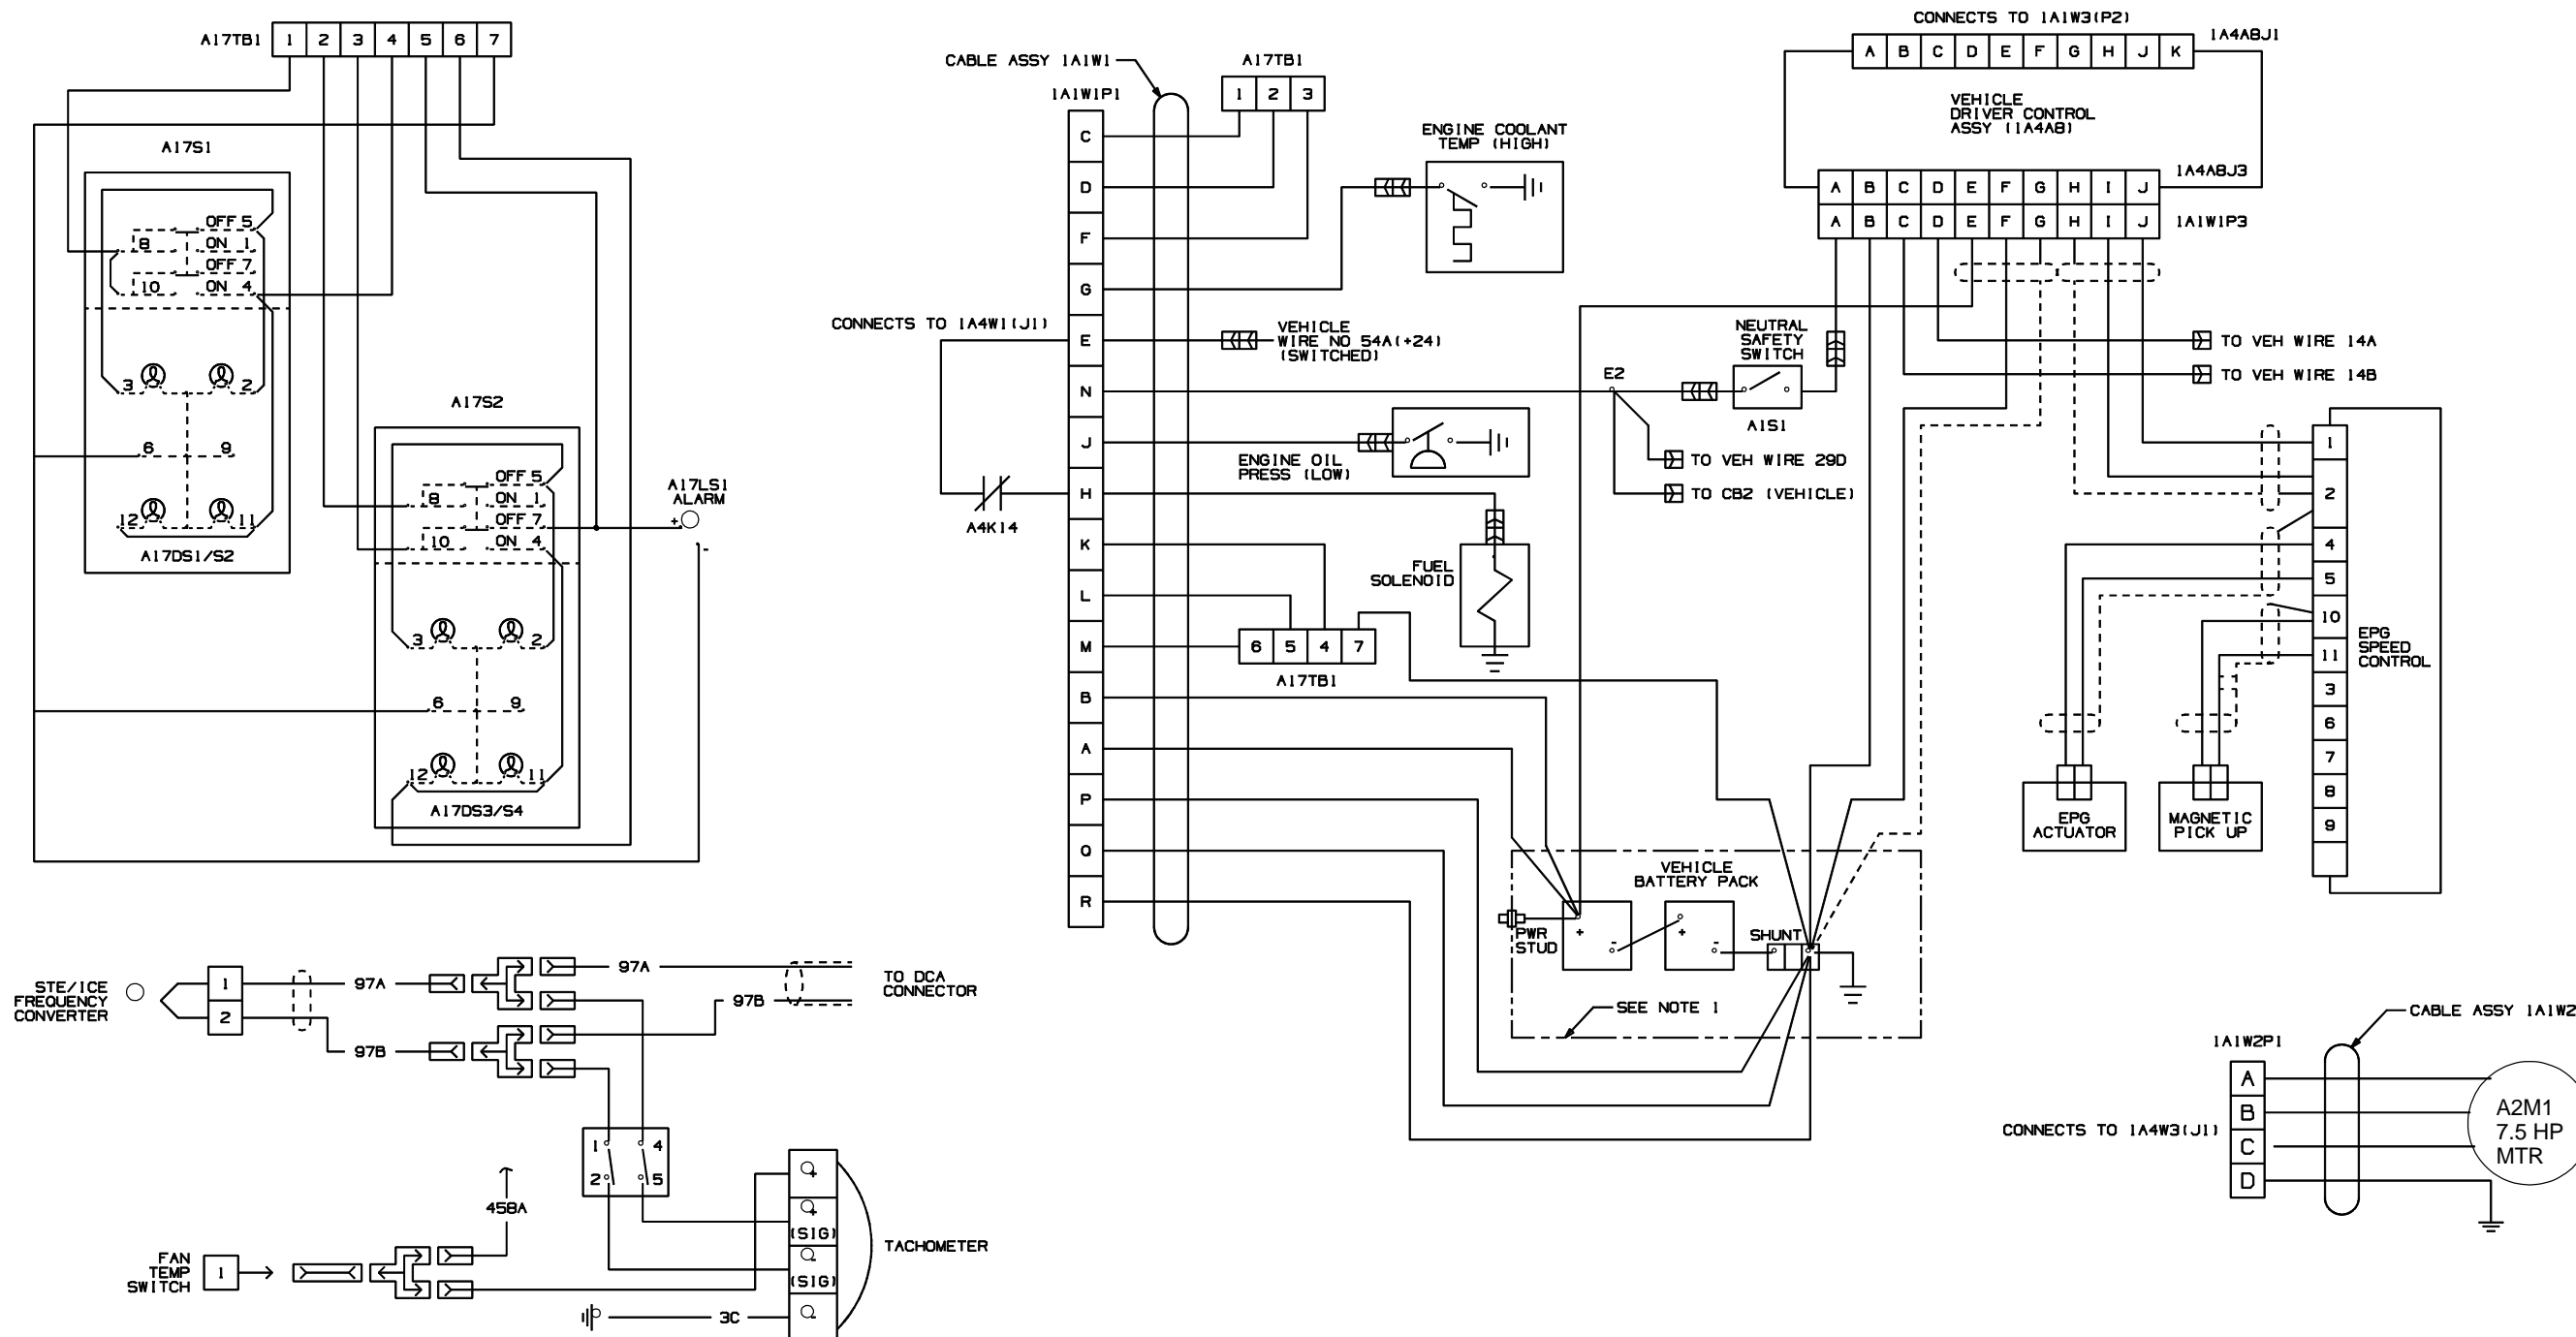 A17TB1 1 2 3 4 5 6 7
A17S1
OFF 5
8 ON 1
OFF 7
10 ON 4
3 2
6 9
12 11
A17DS1/S2
A17S2
OFF 5
8 ON 1
OFF 7
10 ON 4
3 2
6 9
12 11
A17DS3/S4
A17LS1
ALARM
+
-
CABLE ASSY 1A1W1
1A1W1P1
C
D
F
G
E
N
J
H
K
L
M
B
A
P
Q
R
CONNECTS TO 1A4W1(J1)
A4K14
A17TB1
1 2 3
ENGINE COOLANT
TEMP (HIGH)
VEHICLE
WIRE NO 54A(+24)
(SWITCHED)
ENGINE OIL
PRESS (LOW)
FUEL
SOLENOID
6 5 4 7
A17TB1
E2
NEUTRAL
SAFETY
SWITCH
A1S1
TO VEH WIRE 29D
TO CB2 (VEHICLE)
CONNECTS TO 1A1W3(P2)
1A4A8J1
A B C D E F G H J K
VEHICLE
DRIVER CONTROL
ASSY (1A4A8)
1A4A8J3
A B C D E F G H I J
A B C D E F G H I J
1A1W1P3
TO VEH WIRE 14A
TO VEH WIRE 14B
1
2
4
5
10
11
3
6
7
8
9
EPG
SPEED
CONTROL
EPG
ACTUATOR
MAGNETIC
PICK UP
VEHICLE
BATTERY PACK
PWR
STUD
+
-
+
-
SHUNT
SEE NOTE 1
STE/ICE
FREQUENCY
CONVERTER
1
2
97A
97B
97A
97B
TO DCA
CONNECTOR
1 4
2 5
458A
FAN
TEMP
SWITCH
1
+
+
(SIG)
-
(SIG)
-
TACHOMETER
3C
CABLE ASSY 1A1W2
1A1W2P1
A
B
C
D
CONNECTS TO 1A4W3(J1)
A2M1
7.5 HP
MTR